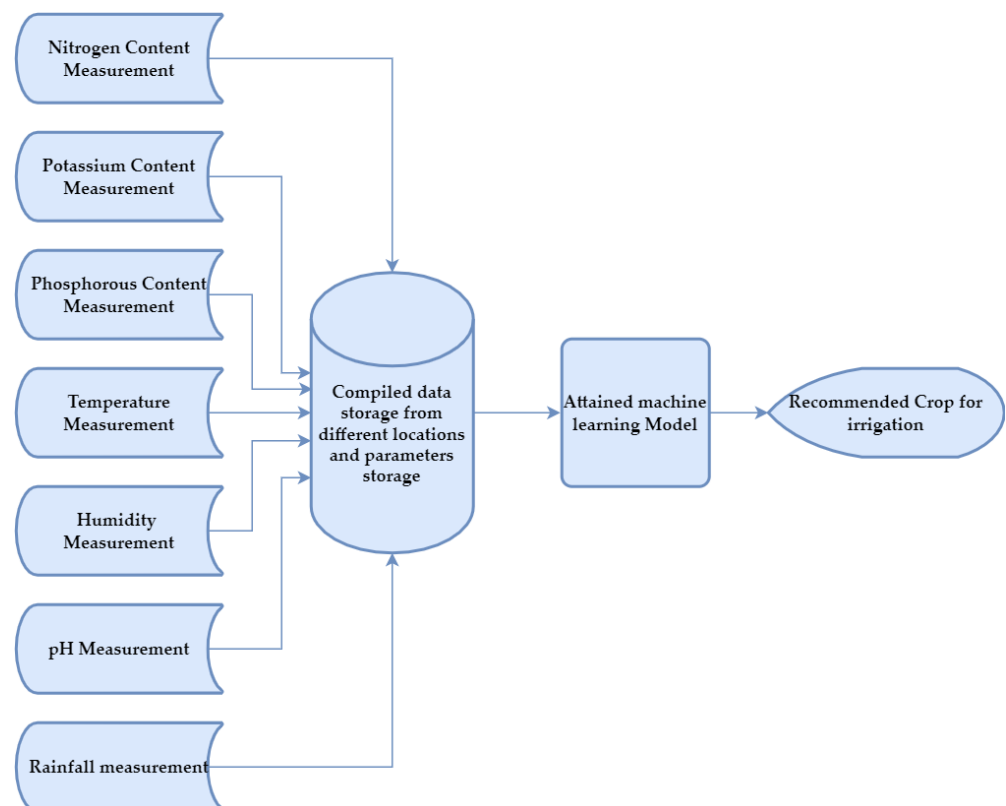 Nitrogen Content
Measurement
Potassium Content
Measurement
Phosphorous Content
Measurement
Temperature
Measurement
Humidity
Measurement
pH Measurement
Rainfall measurement
Compiled data
storage from
different locations
and parameters
storage
Attained machine
learning Model
Recommended Crop for
irrigation